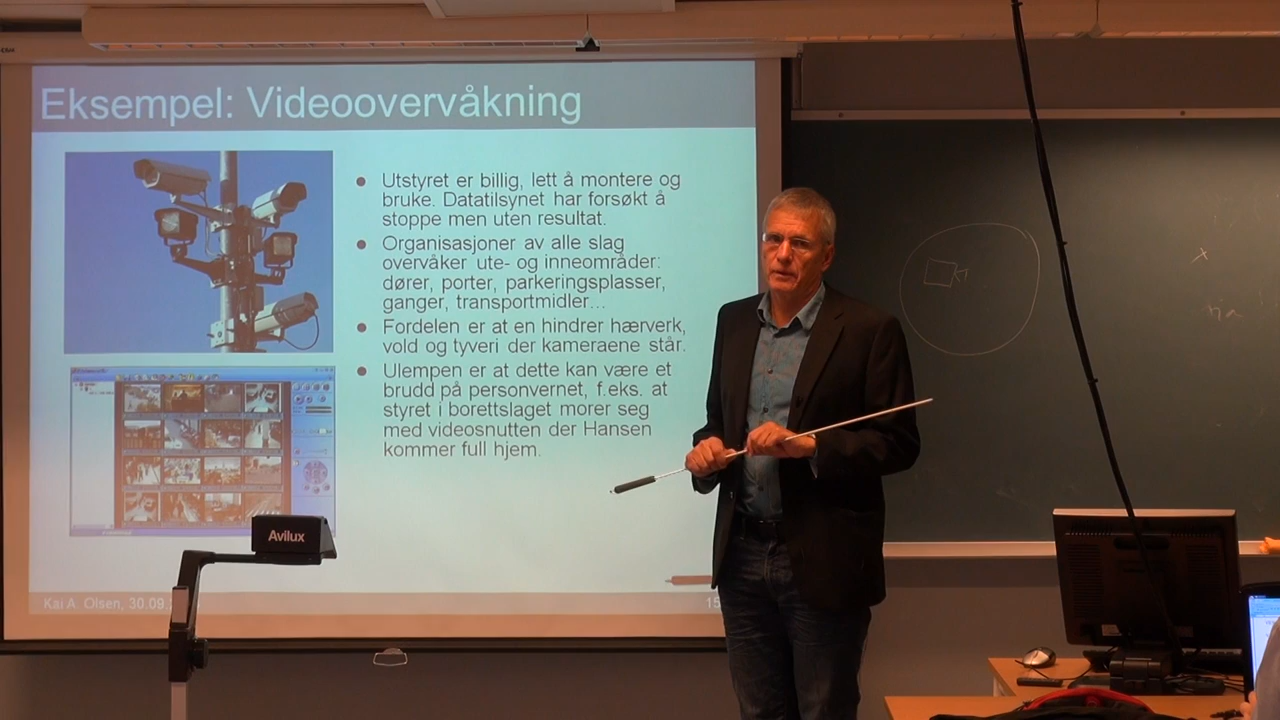 Eksempel: Videoovervåkning
Utstyret er billig, lett å montere og
bruke. Datatilsynet har forsøkt å
stoppe men uten resultat.
Organisasjoner av alle slag
overvåker ute- og inneområder:
dører, porter, parkeringsplasser,
ganger, transportmidler…
Fordelen er at en hindrer hærverk,
vold og tyveri der kameraene står.
Ulempen er at dette kan være et
brudd på personvernet, f.eks. at
styret i borettslaget morer seg
med videosnutten der Hansen
kommer full hjem.
Avilux
Kai A. Olsen, 30.09.
15